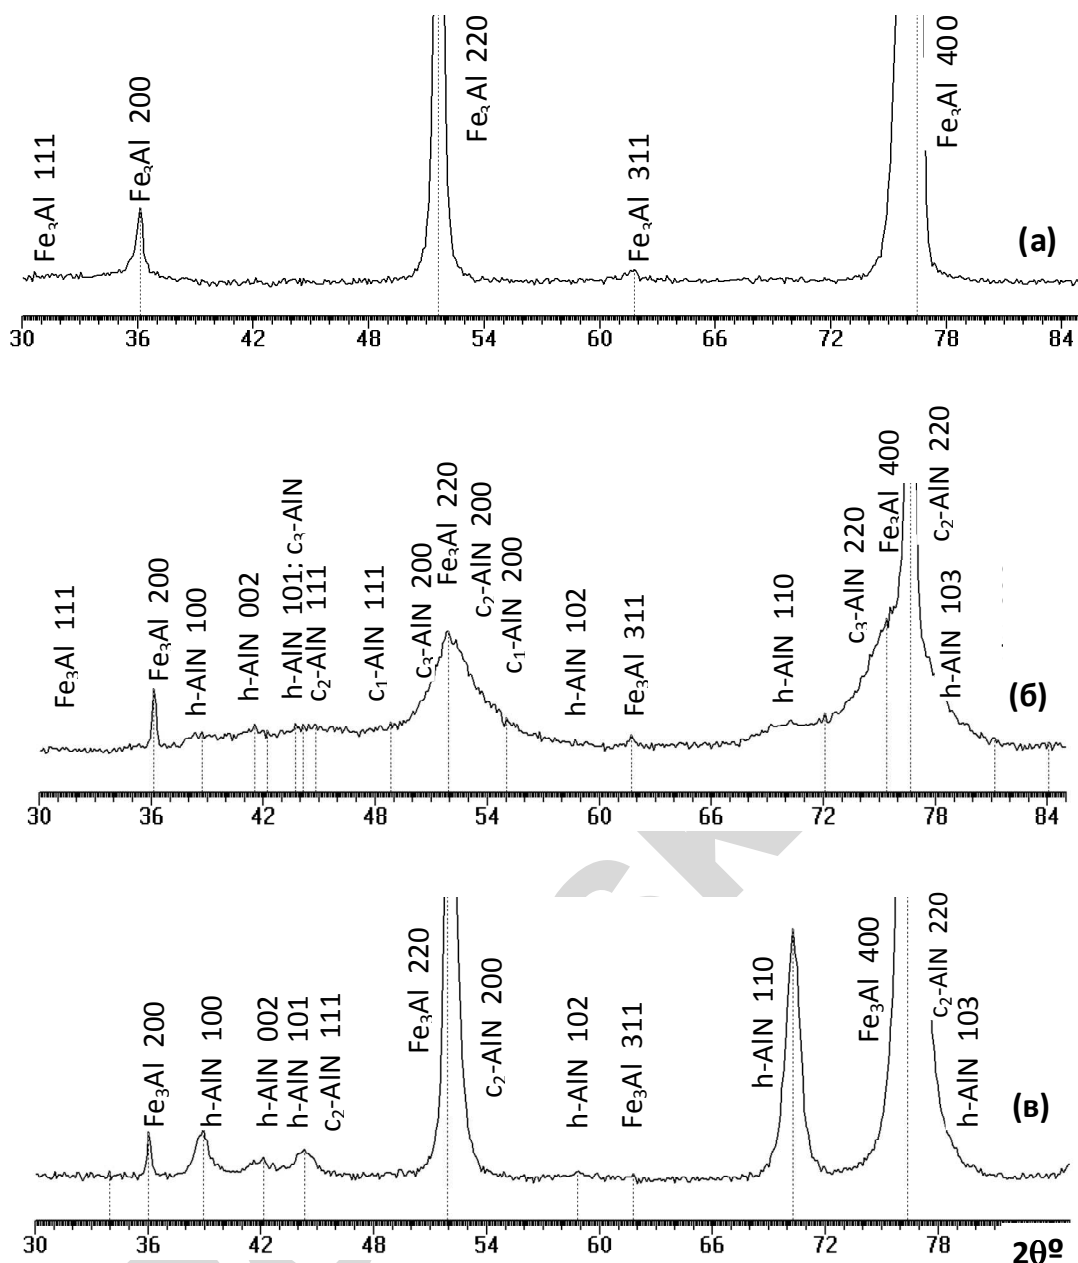 Fe₃Al 111
Fe₃Al 200
Fe₃Al 220
Fe₃Al 311
Fe₃Al 400
(а)
30 36 42 48 54 60 66 72 78 84
Fe₃Al 111
Fe₃Al 200
h-AlN 100
h-AlN 002
h-AlN 101; c₃-AlN
c₂-AlN 111
c₁-AlN 111
c₃-AlN 200
Fe₃Al 220
c₂-AlN 200
c₁-AlN 200
h-AlN 102
Fe₃Al 311
h-AlN 110
c₃-AlN 220
Fe₃Al 400
c₂-AlN 220
h-AlN 103
(б)
30 36 42 48 54 60 66 72 78 84
Fe₃Al 200
h-AlN 100
h-AlN 002
h-AlN 101
c₂-AlN 111
Fe₃Al 220
c₂-AlN 200
h-AlN 102
Fe₃Al 311
h-AlN 110
Fe₃Al 400
c₂-AlN 220
h-AlN 103
(в)
30 36 42 48 54 60 66 72 78
2θº